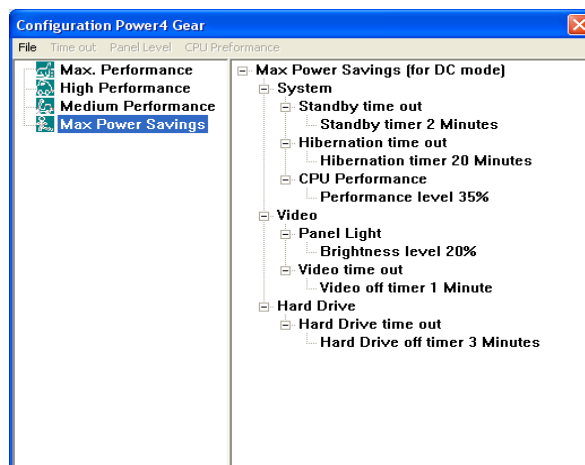 Configuration Power4 Gear
File Time out Panel Level CPU Preformance
Max. Performance
High Performance
Medium Performance
Max Power Savings
Max Power Savings (for DC mode)
System
Standby time out
Standby timer 2 Minutes
Hibernation time out
Hibernation timer 20 Minutes
CPU Performance
Performance level 35%
Video
Panel Light
Brightness level 20%
Video time out
Video off timer 1 Minute
Hard Drive
Hard Drive time out
Hard Drive off timer 3 Minutes